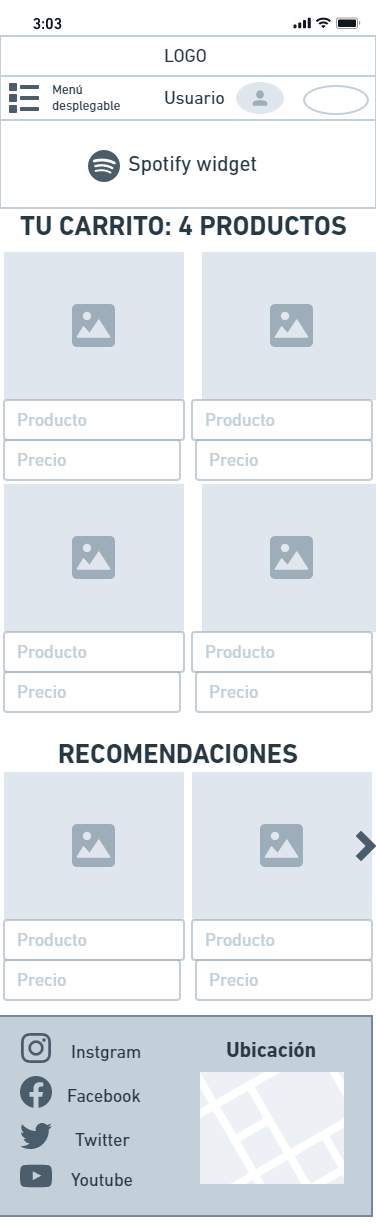 3:03
LOGO
Menú
desplegable
Usuario
Spotify widget
TU CARRITO: 4 PRODUCTOS
Producto
Producto
Precio
Precio
Producto
Producto
Precio
Precio
RECOMENDACIONES
Producto
Producto
Precio
Precio
Instgram
Facebook
Twitter
Youtube
Ubicación